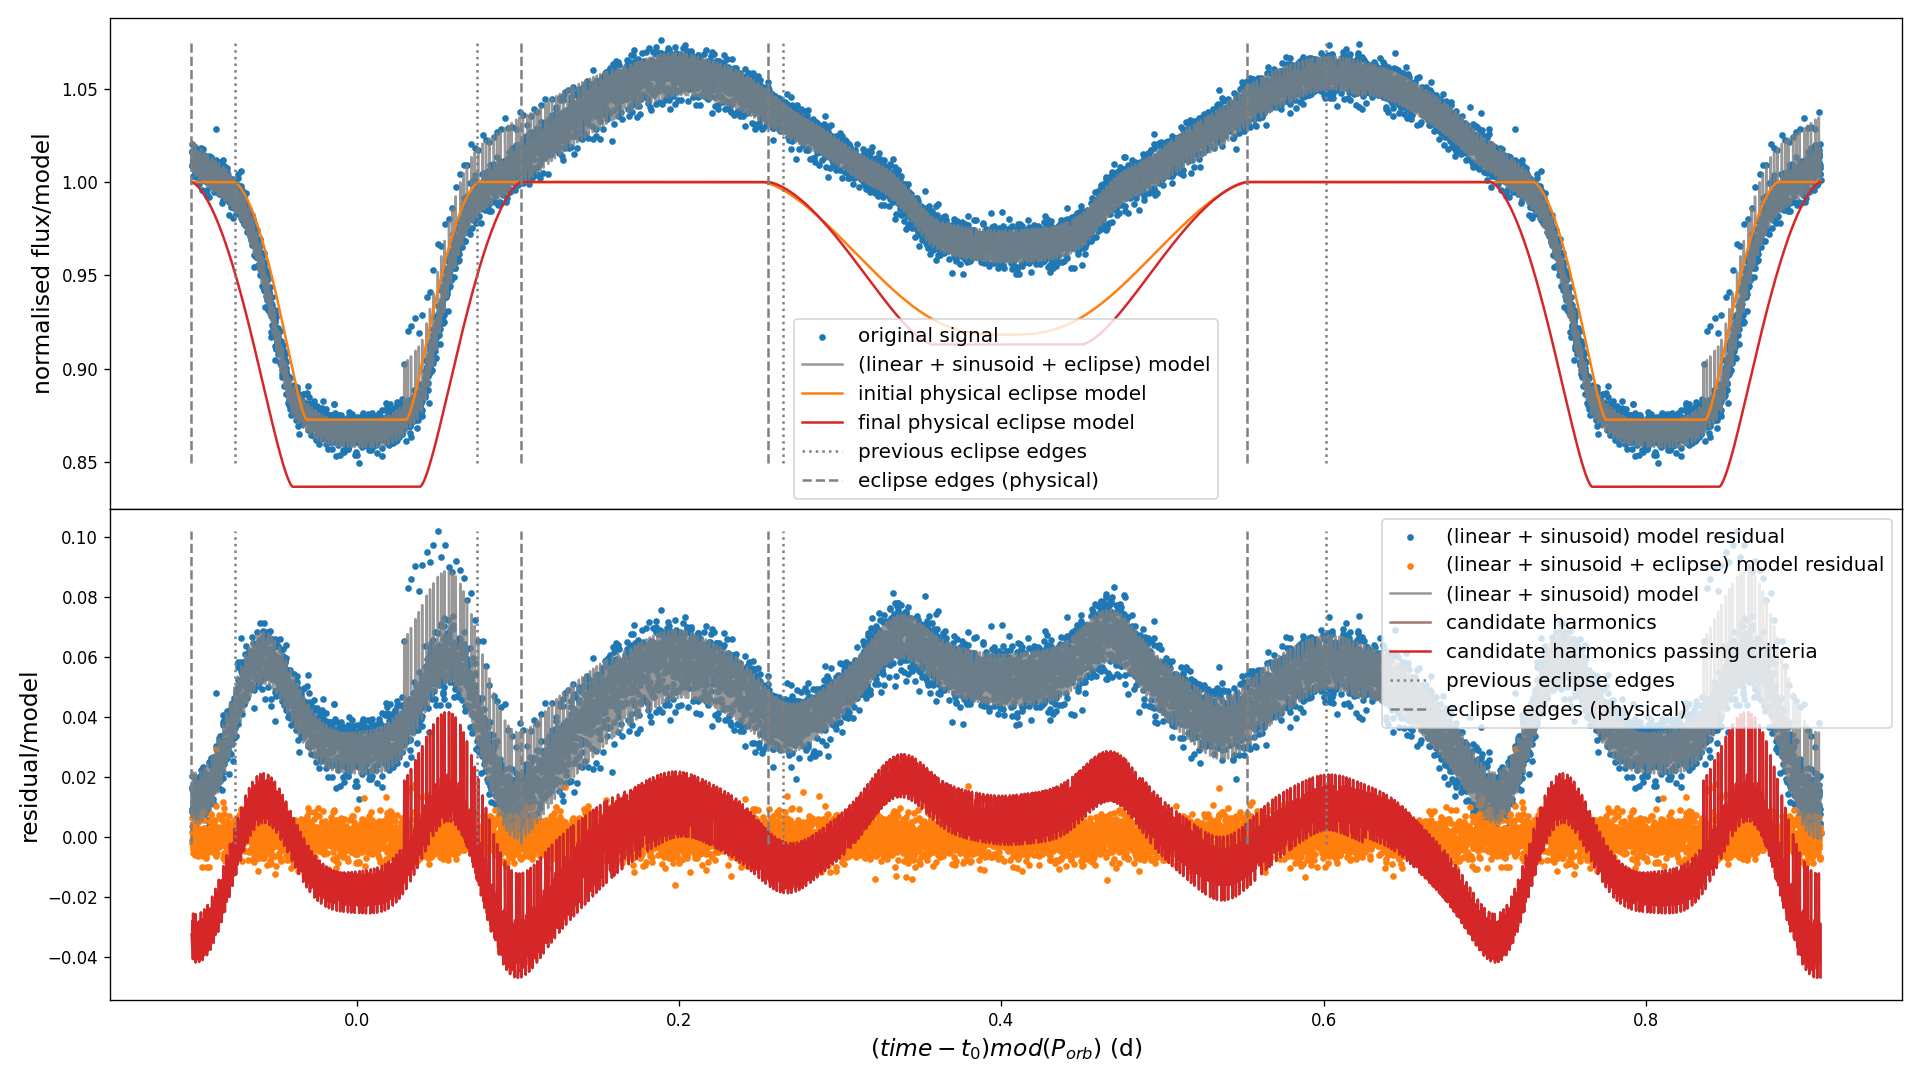 normalised flux/model
1.05
1.00
0.95
0.90
0.85
original signal
(linear + sinusoid + eclipse) model
initial physical eclipse model
final physical eclipse model
previous eclipse edges
eclipse edges (physical)
residual/model
0.10
0.08
0.06
0.04
0.02
0.00
−0.02
−0.04
(linear + sinusoid) model residual
(linear + sinusoid + eclipse) model residual
(linear + sinusoid) model
candidate harmonics
candidate harmonics passing criteria
previous eclipse edges
eclipse edges (physical)
0.0 0.2 0.4 0.6 0.8
(time − t₀)mod(P_orb) (d)